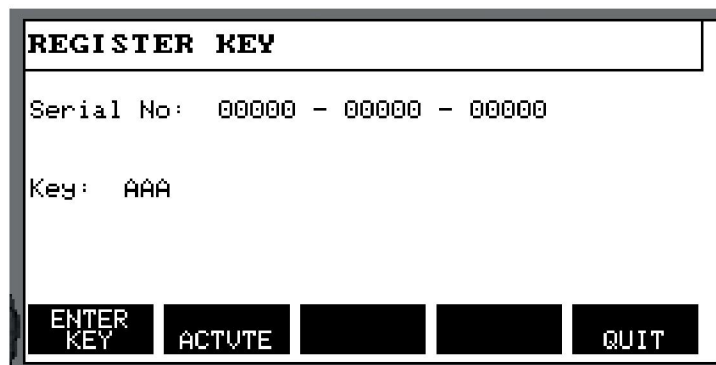 REGISTER KEY
Serial No: 00000 - 00000 - 00000
Key: AAA
ENTER
KEY ACTVTE QUIT